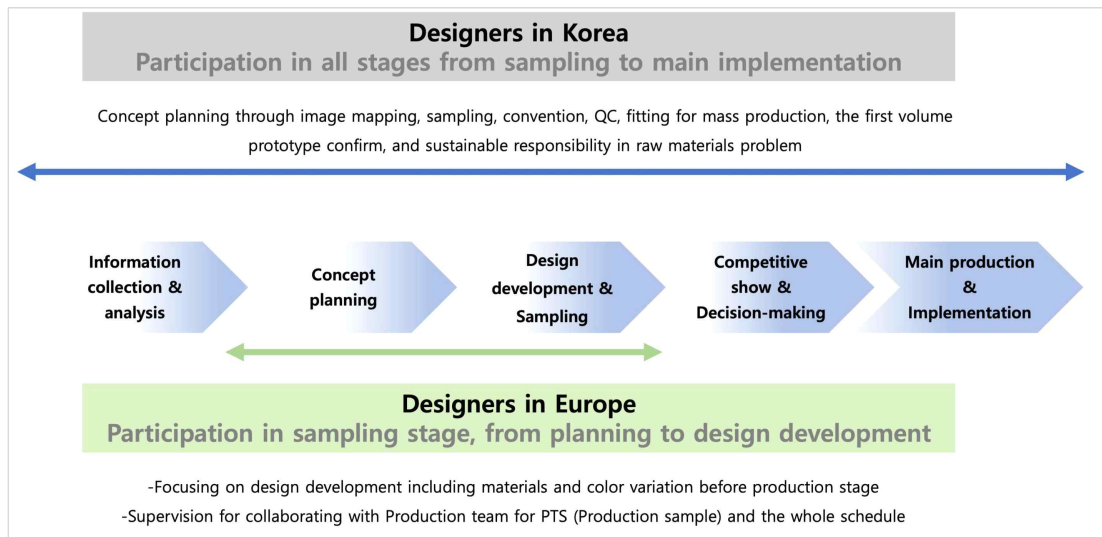 Designers in Korea
Participation in all stages from sampling to main implementation
Concept planning through image mapping, sampling, convention, QC, fitting for mass production, the first volume
prototype confirm, and sustainable responsibility in raw materials problem
Information
collection &
analysis
Concept
planning
Design
development &
Sampling
Competitive
show &
Decision-making
Main production
&
Implementation
Designers in Europe
Participation in sampling stage, from planning to design development
-Focusing on design development including materials and color variation before production stage
-Supervision for collaborating with Production team for PTS (Production sample) and the whole schedule